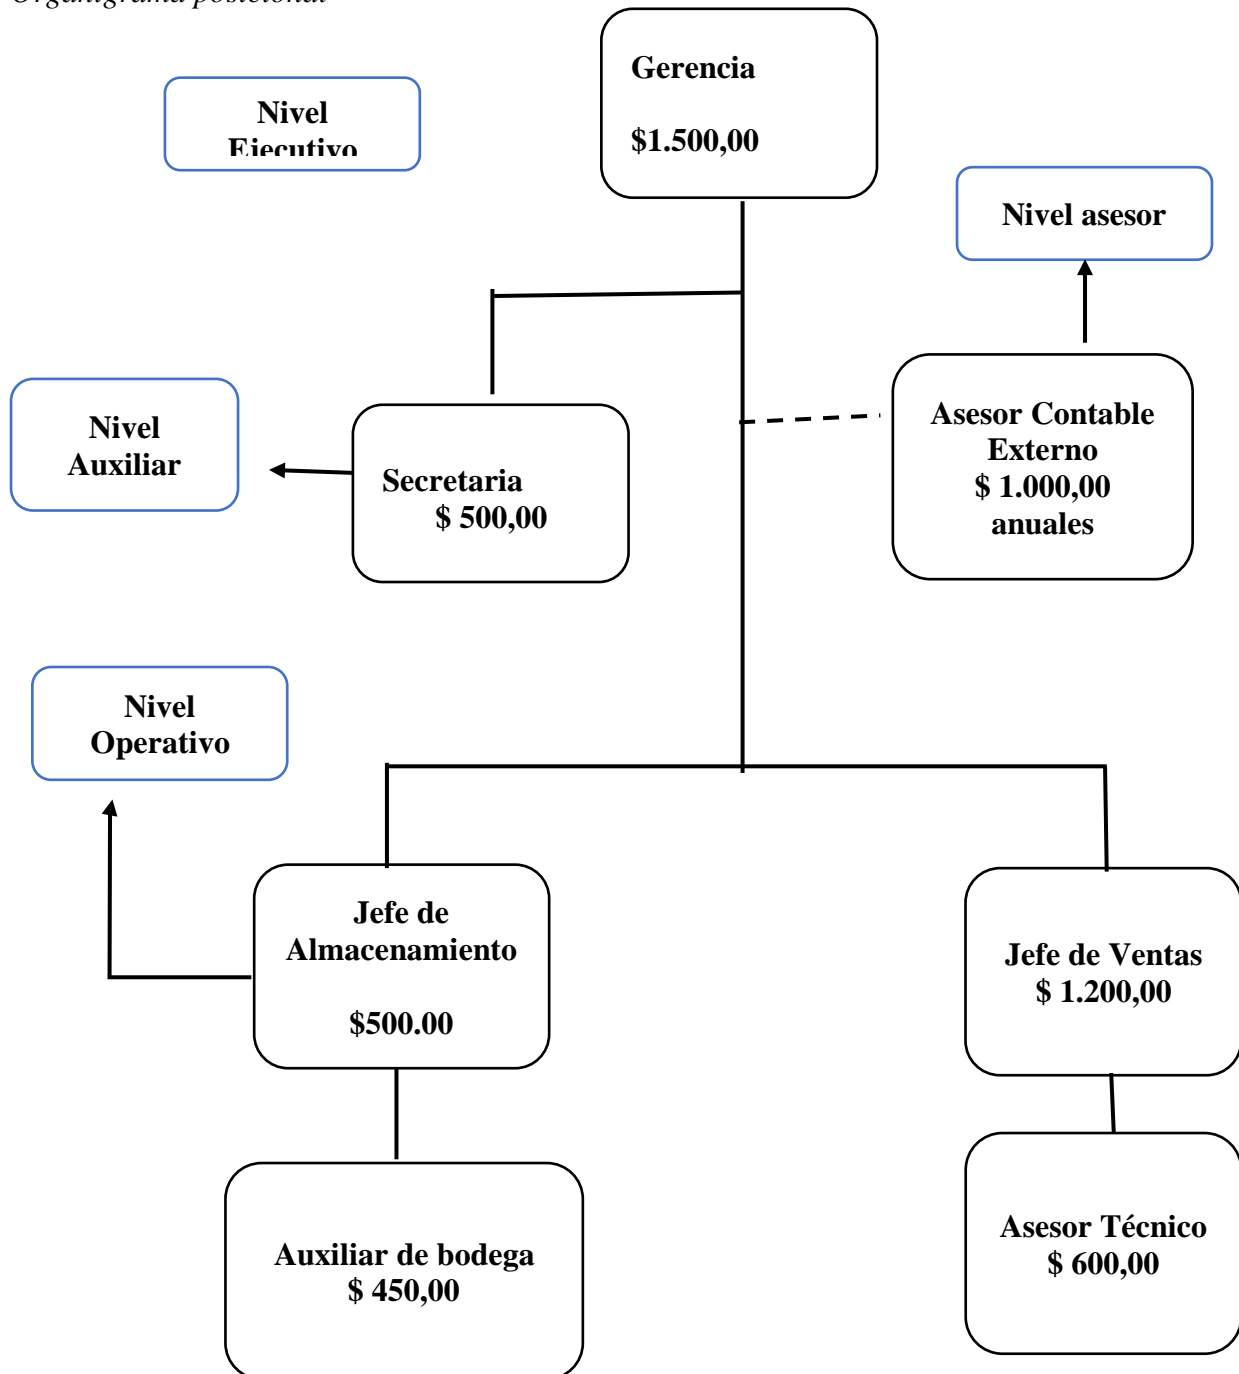 Organigrama posicional
Gerencia
$1.500,00
Nivel
Ejecutivo
Nivel asesor
Asesor Contable
Externo
$ 1.000,00
anuales
Nivel
Auxiliar
Secretaria
$ 500,00
Nivel
Operativo
Jefe de
Almacenamiento
$500.00
Jefe de Ventas
$ 1.200,00
Auxiliar de bodega
$ 450,00
Asesor Técnico
$ 600,00